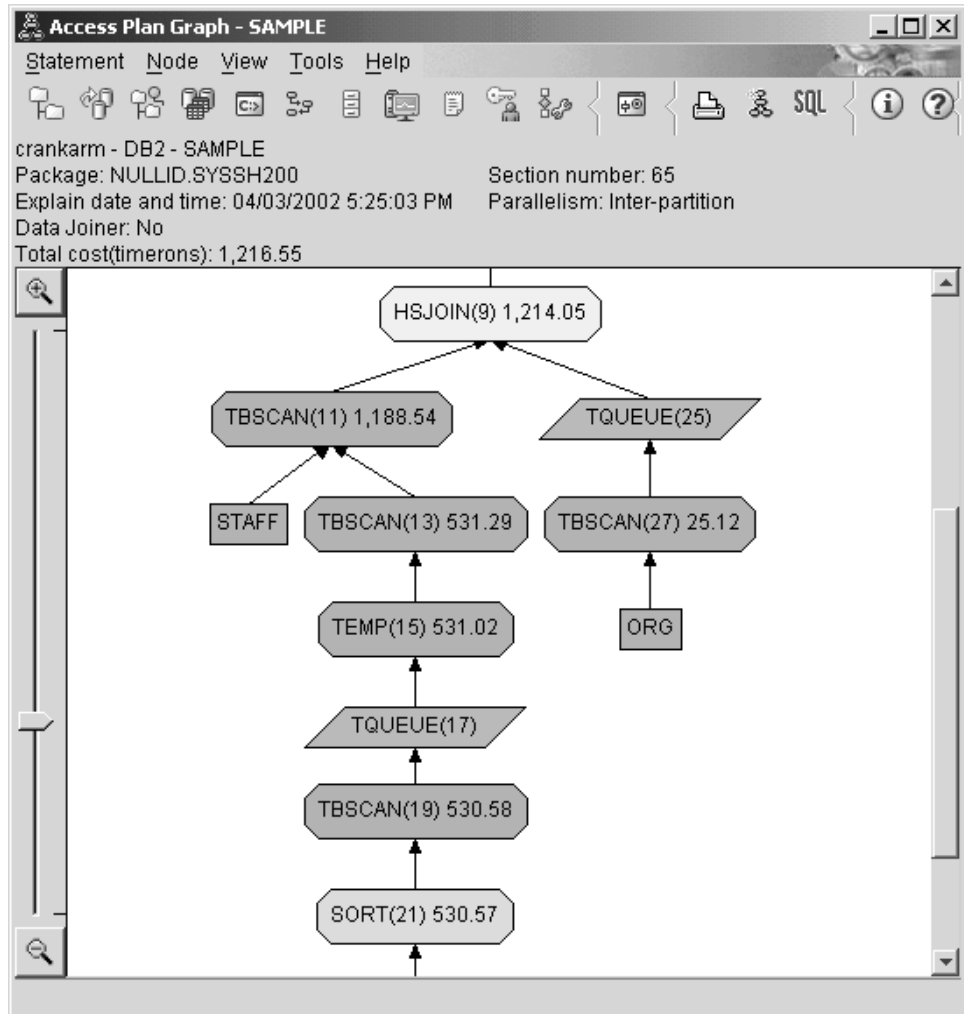 Access Plan Graph - SAMPLE
Statement Node View Tools Help
C:>
SQL
i ?
crankarm - DB2 - SAMPLE
Package: NULLID.SYSSH200 Section number: 65
Explain date and time: 04/03/2002 5:25:03 PM Parallelism: Inter-partition
Data Joiner: No
Total cost(timerons): 1,216.55
HSJOIN(9) 1,214.05
TBSCAN(11) 1,188.54 TQUEUE(25)
STAFF TBSCAN(13) 531.29 TBSCAN(27) 25.12
TEMP(15) 531.02 ORG
TQUEUE(17)
TBSCAN(19) 530.58
SORT(21) 530.57